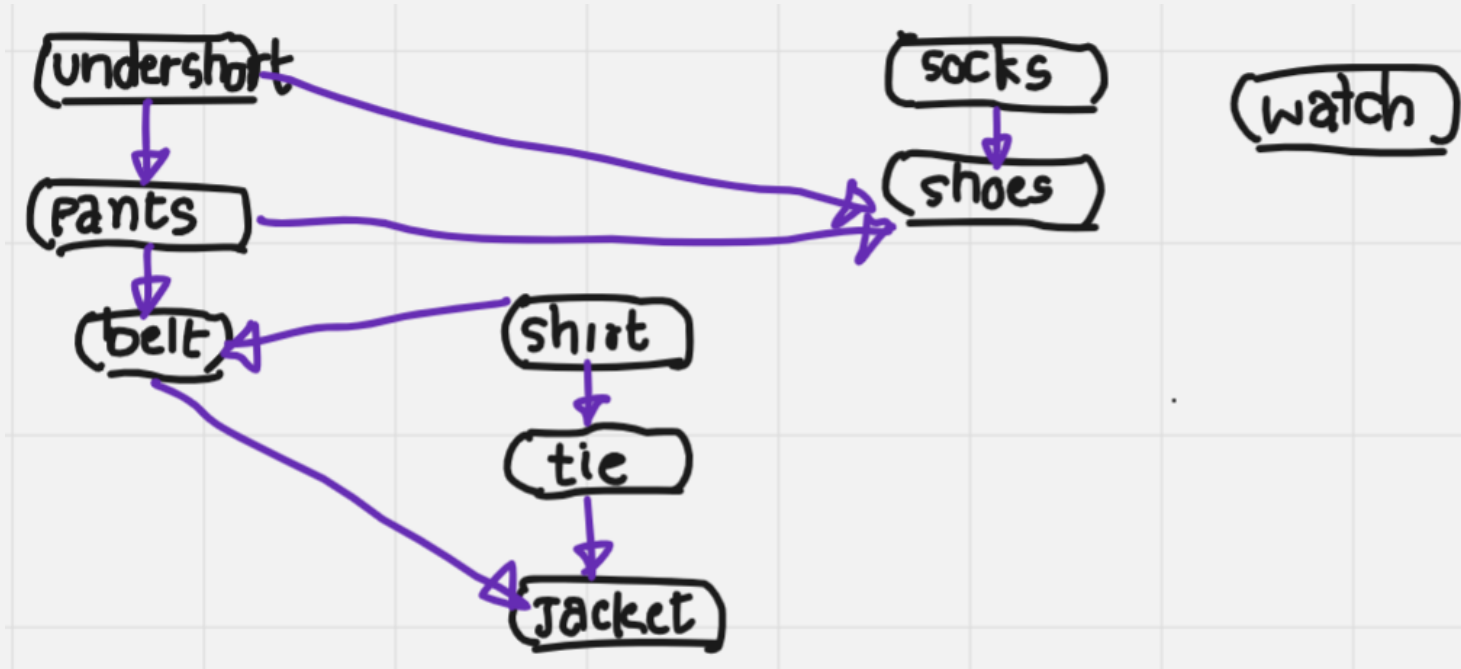 undershort
socks
watch
pants
shoes
belt
shirt
tie
Jacket